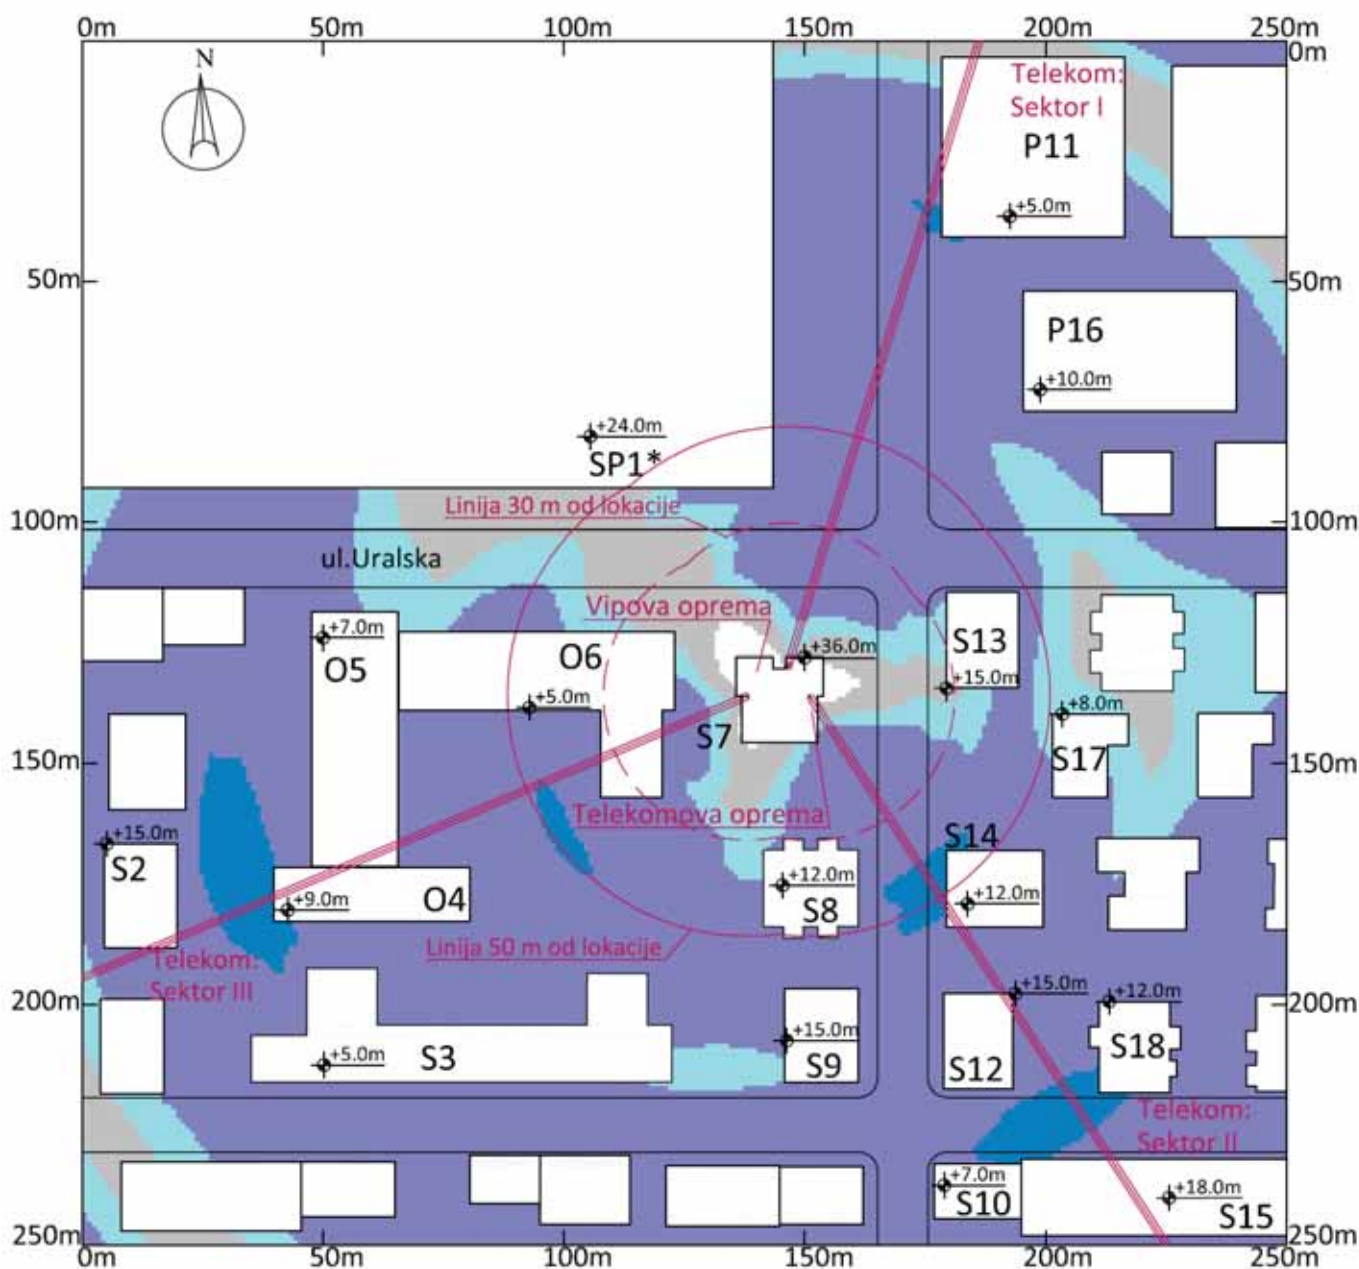 0m 50m 100m 150m 200m 250m
0m
N
Telekom:
Sektor I
P11
+5.0m
50m
50m
P16
+10.0m
+24.0m
SP1*
Linija 30 m od lokacije
100m
100m
ul.Uralska
Vipova oprema
+7.0m
O5
O6
+36.0m
S13
+15.0m
+5.0m
+8.0m
S7
S17
150m
150m
Telekomova oprema
S14
+15.0m
S2
+12.0m
+12.0m
+9.0m
O4
S8
Linija 50 m od lokacije
Telekom:
Sektor III
200m
+15.0m
+12.0m
200m
+15.0m
S18
+5.0m
S3
S9
S12
Telekom:
Sektor II
+7.0m
S10
+18.0m
S15
250m
250m
0m 50m 100m 150m 200m 250m